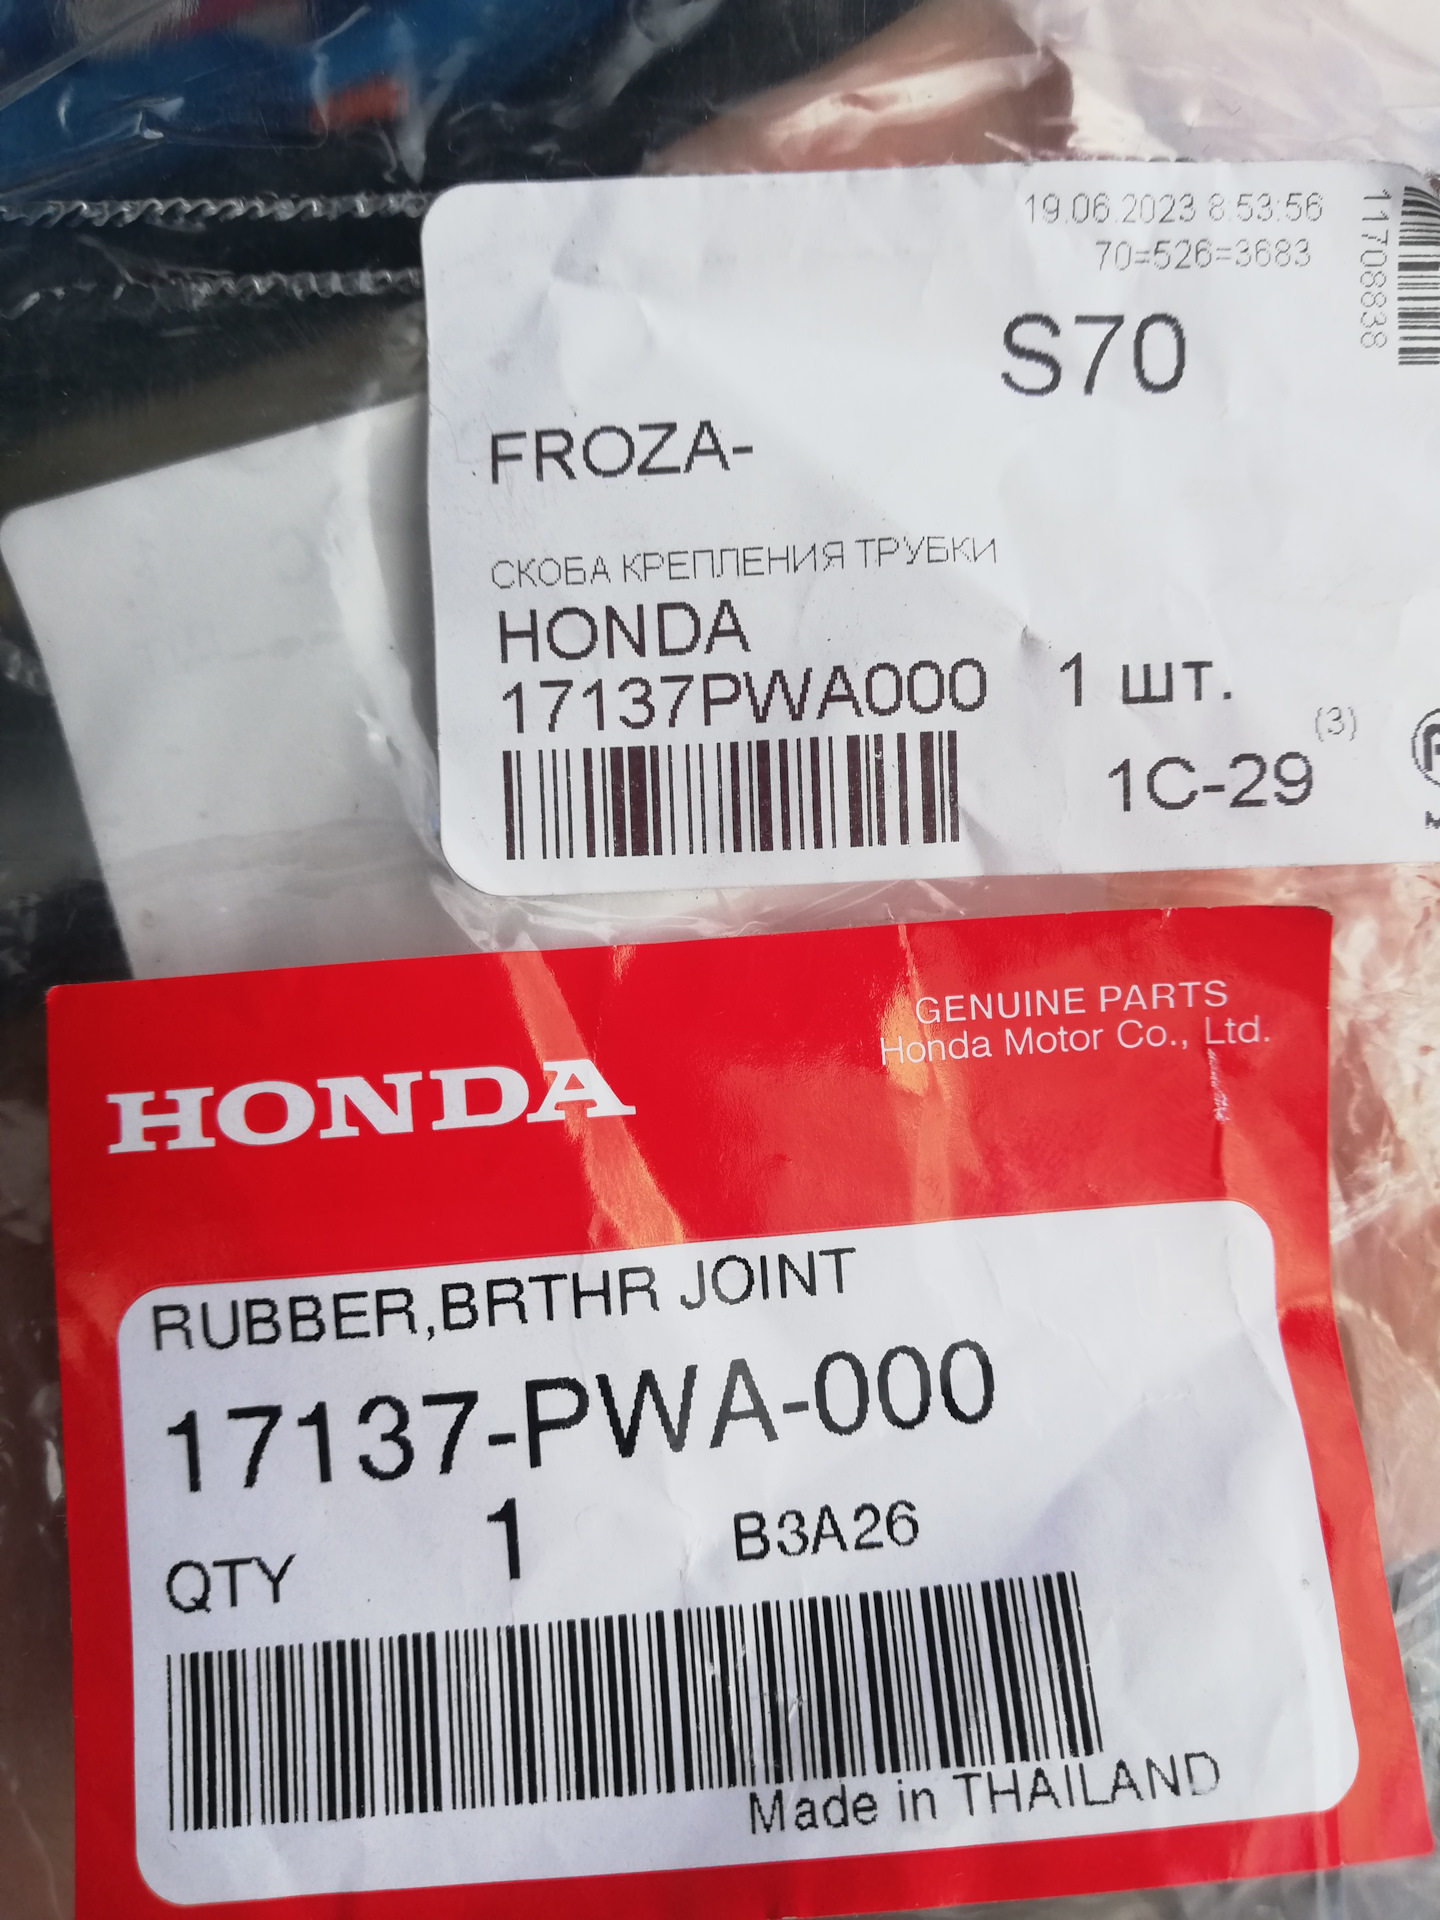 19.06.2023 8:53:56
70=526=3683
11708838
S70
FROZA-
СКОБА КРЕПЛЕНИЯ ТРУБКИ
HONDA
17137PWA000 1 шт.
(3)
1C-29
GENUINE PARTS
Honda Motor Co., Ltd.
HONDA
RUBBER,BRTHR JOINT
17137-PWA-000
QTY 1 B3A26
Made in THAILAND